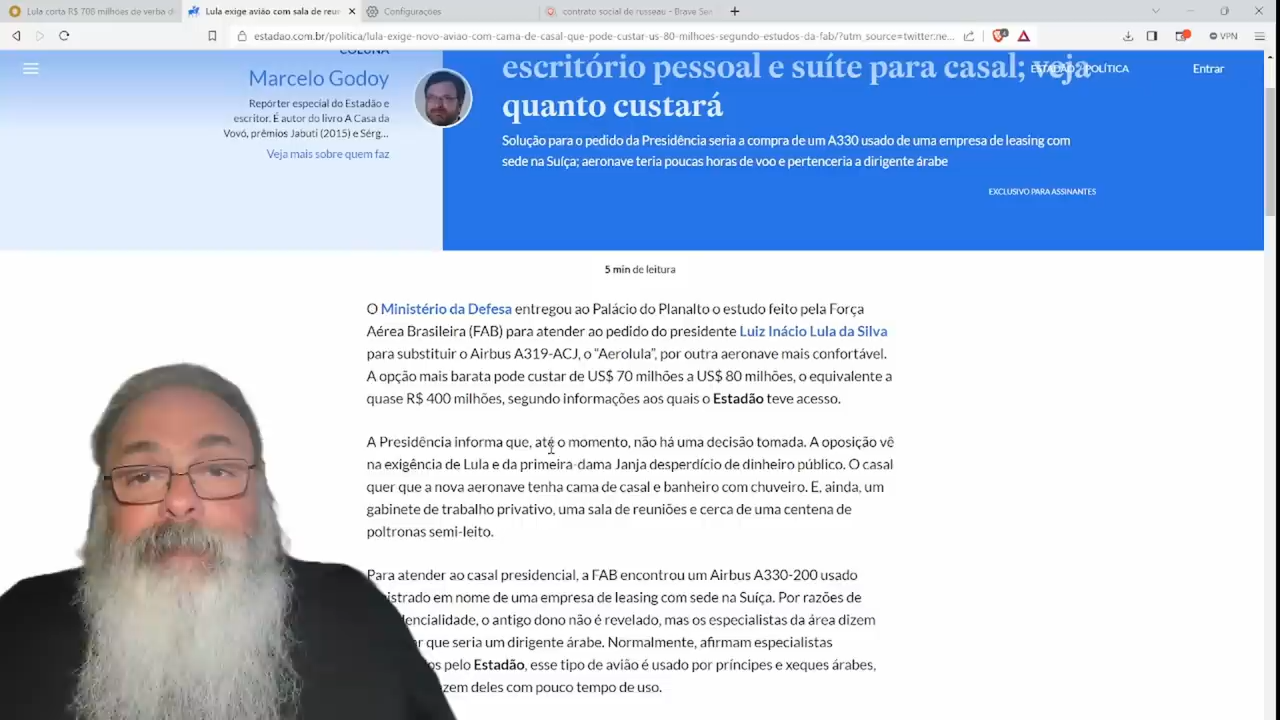 Lula corta R$ 708 milhões de verba d
Lula exige avião com sala de reun
Configurações
contrato social de russeau - Brave Sea
estadao.com.br/politica/lula-exige-novo-aviao-com-cama-de-casal-que-pode-custar-us-80-milhoes-segundo-estudos-da-fab/?utm_source=twitter:ne...
VPN
COLUNA
Marcelo Godoy
Repórter especial do Estadão e
escritor. É autor do livro A Casa da
Vovó, prêmios Jabuti (2015) e Sérg...
Veja mais sobre quem faz
escritório pessoal e suíte para casal; veja
quanto custará
ESTADÃO POLÍTICA
Entrar
Solução para o pedido da Presidência seria a compra de um A330 usado de uma empresa de leasing com
sede na Suíça; aeronave teria poucas horas de voo e pertenceria a dirigente árabe
EXCLUSIVO PARA ASSINANTES
5 min de leitura
O Ministério da Defesa entregou ao Palácio do Planalto o estudo feito pela Força
Aérea Brasileira (FAB) para atender ao pedido do presidente Luiz Inácio Lula da Silva
para substituir o Airbus A319-ACJ, o “Aerolula”, por outra aeronave mais confortável.
A opção mais barata pode custar de US$ 70 milhões a US$ 80 milhões, o equivalente a
quase R$ 400 milhões, segundo informações aos quais o Estadão teve acesso.
A Presidência informa que, até o momento, não há uma decisão tomada. A oposição vê
na exigência de Lula e da primeira-dama Janja desperdício de dinheiro público. O casal
quer que a nova aeronave tenha cama de casal e banheiro com chuveiro. E, ainda, um
gabinete de trabalho privativo, uma sala de reuniões e cerca de uma centena de
poltronas semi-leito.
Para atender ao casal presidencial, a FAB encontrou um Airbus A330-200 usado
istrado em nome de uma empresa de leasing com sede na Suíça. Por razões de
dencialidade, o antigo dono não é revelado, mas os especialistas da área dizem
r que seria um dirigente árabe. Normalmente, afirmam especialistas
os pelo Estadão, esse tipo de avião é usado por príncipes e xeques árabes,
zem deles com pouco tempo de uso.